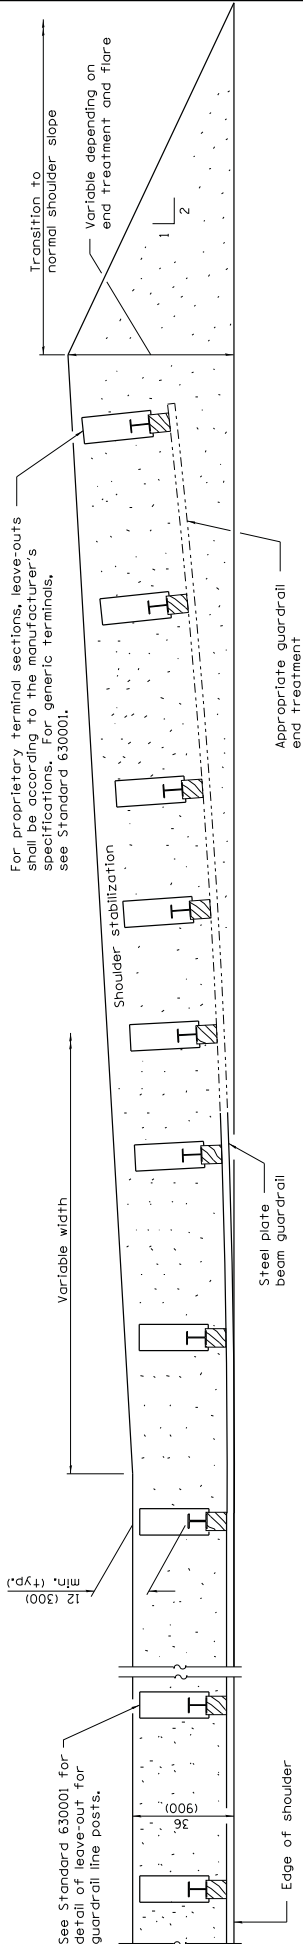 Transition to
normal shoulder slope
Variable depending on
end treatment and flare
1
2
For proprietary terminal sections, leave-outs
shall be according to the manufacturer's
specifications. For generic terminals,
see Standard 630001.
Appropriate guardrail
end treatment
Shoulder stabilization
Variable width
Steel plate
beam guardrail
12 (300)
min. (typ.)
See Standard 630001 for
detail of leave-out for
guardrail line posts.
36
(900)
Edge of shoulder